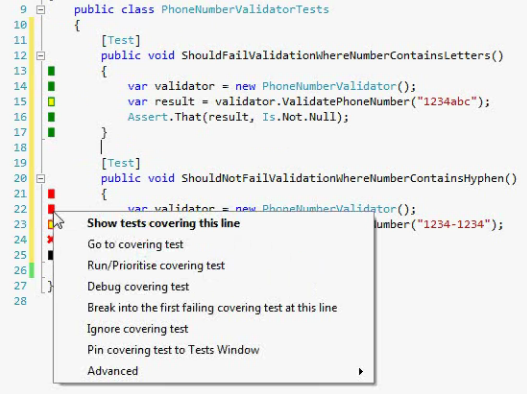 9 public class PhoneNumberValidatorTests
10 {
11 [Test]
12 public void ShouldFailValidationWhereNumberContainsLetters()
13 {
14 var validator = new PhoneNumberValidator();
15 var result = validator.ValidatePhoneNumber("1234abc");
16 Assert.That(result, Is.Not.Null);
17 }
18
19 [Test]
20 public void ShouldNotFailValidationWhereNumberContainsHyphen()
21 {
22 var validator = new PhoneNumberValidator();
23 Number("1234-1234");
24
25
26
27 }
28
Show tests covering this line
Go to covering test
Run/Prioritise covering test
Debug covering test
Break into the first failing covering test at this line
Ignore covering test
Pin covering test to Tests Window
Advanced